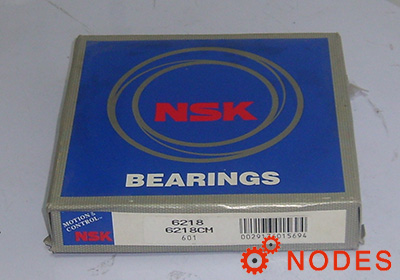 NSK
BEARINGS
MOTION &
CONTROL
NSK
6218
6218CM
601
NODES